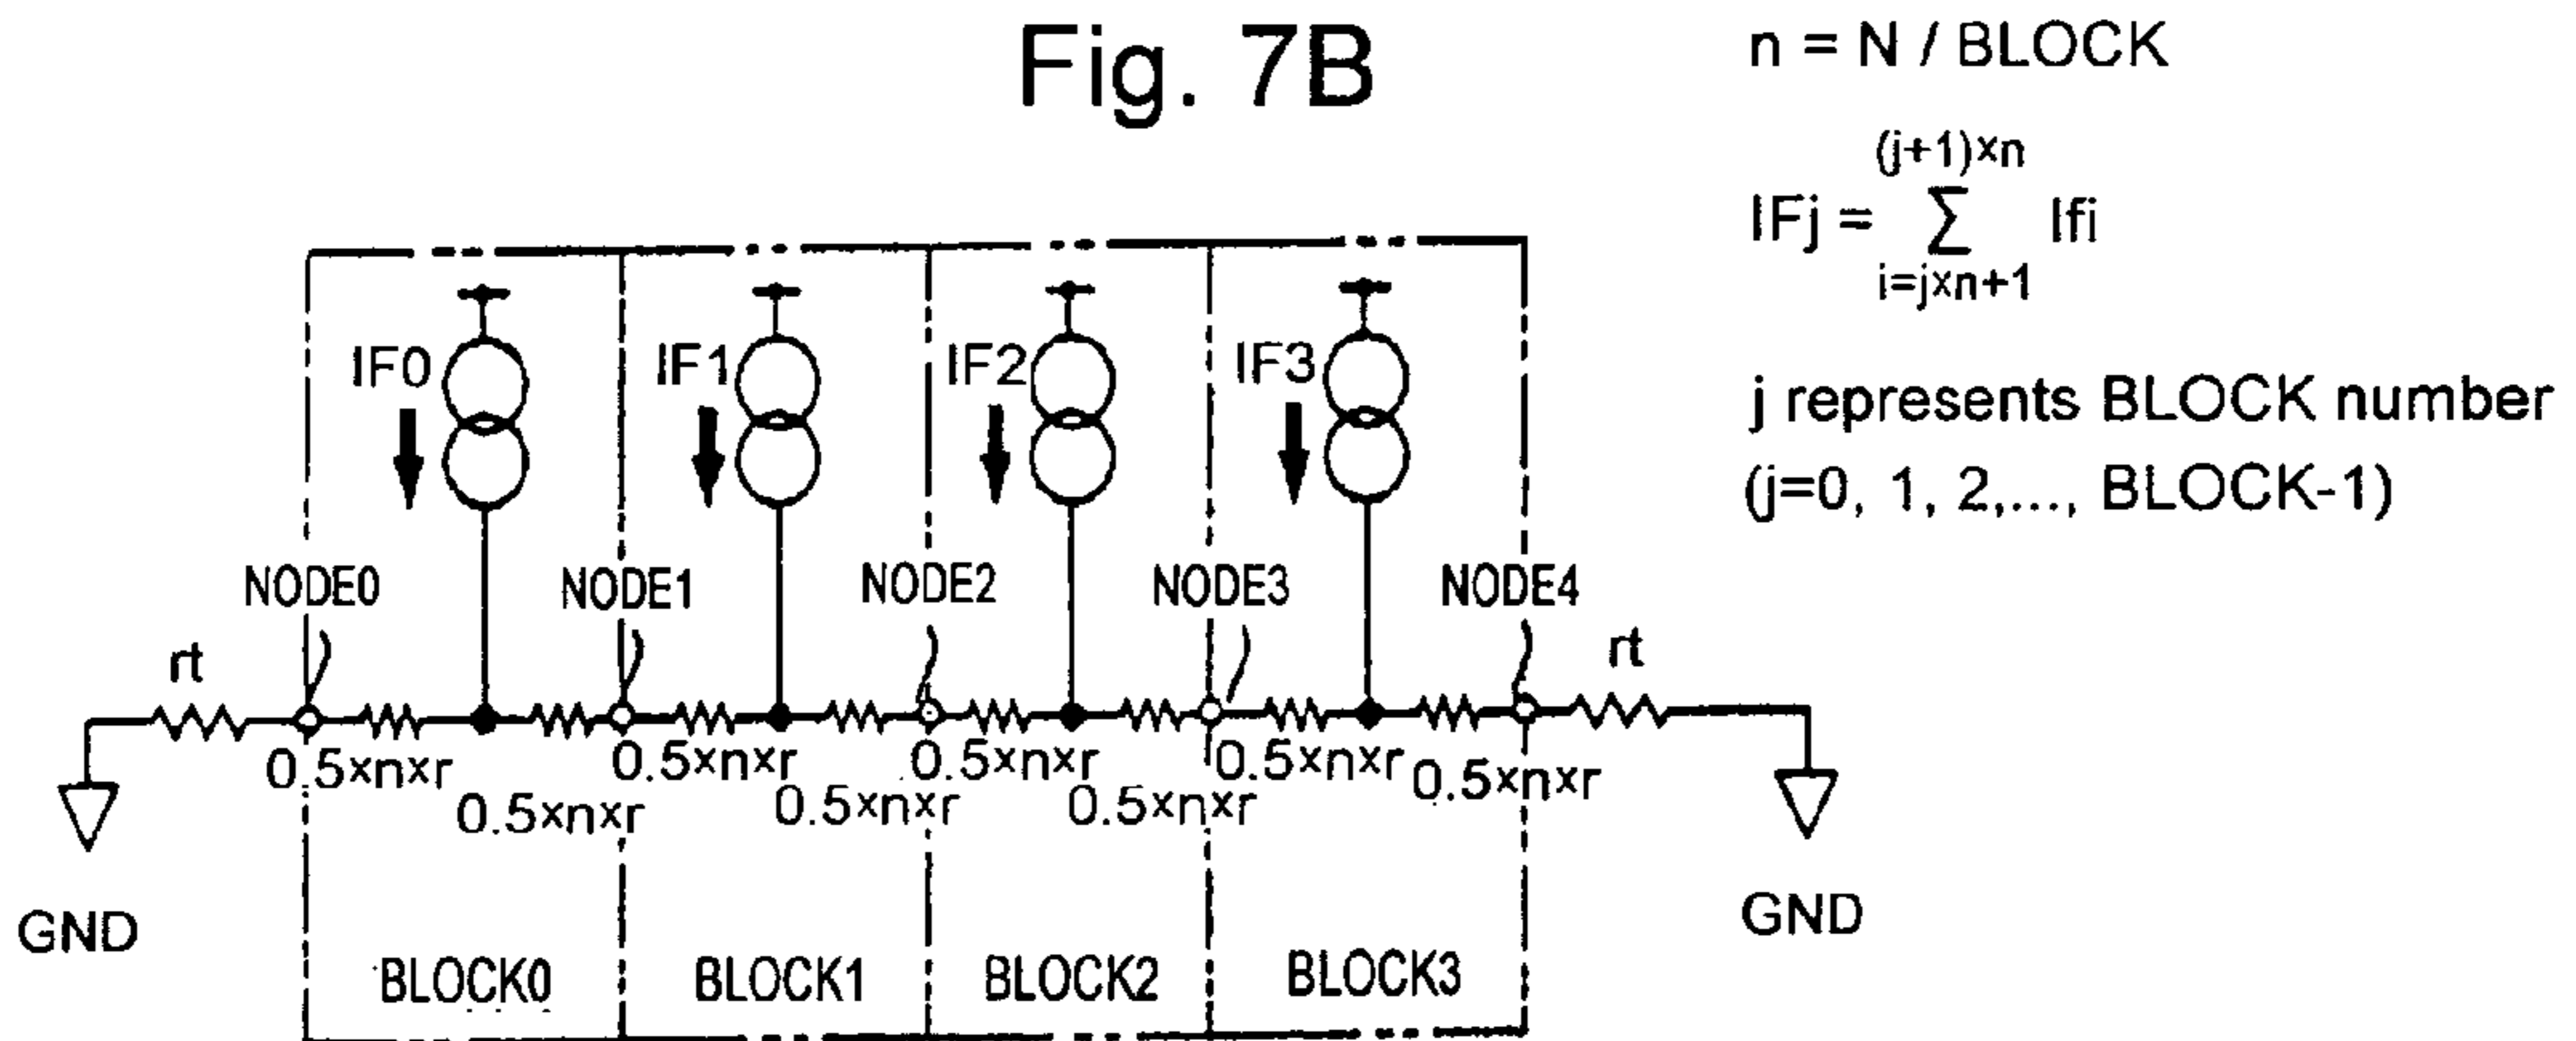 Fig. 7B
n = N / BLOCK
(j+1)×n
IFj = Σ Ifi
i=j×n+1
j represents BLOCK number
(j=0, 1, 2,..., BLOCK-1)
IF0 IF1 IF2 IF3
NODE0 NODE1 NODE2 NODE3 NODE4
rt rt
0.5×n×r 0.5×n×r 0.5×n×r 0.5×n×r 0.5×n×r
0.5×n×r 0.5×n×r 0.5×n×r
GND GND
BLOCK0 BLOCK1 BLOCK2 BLOCK3